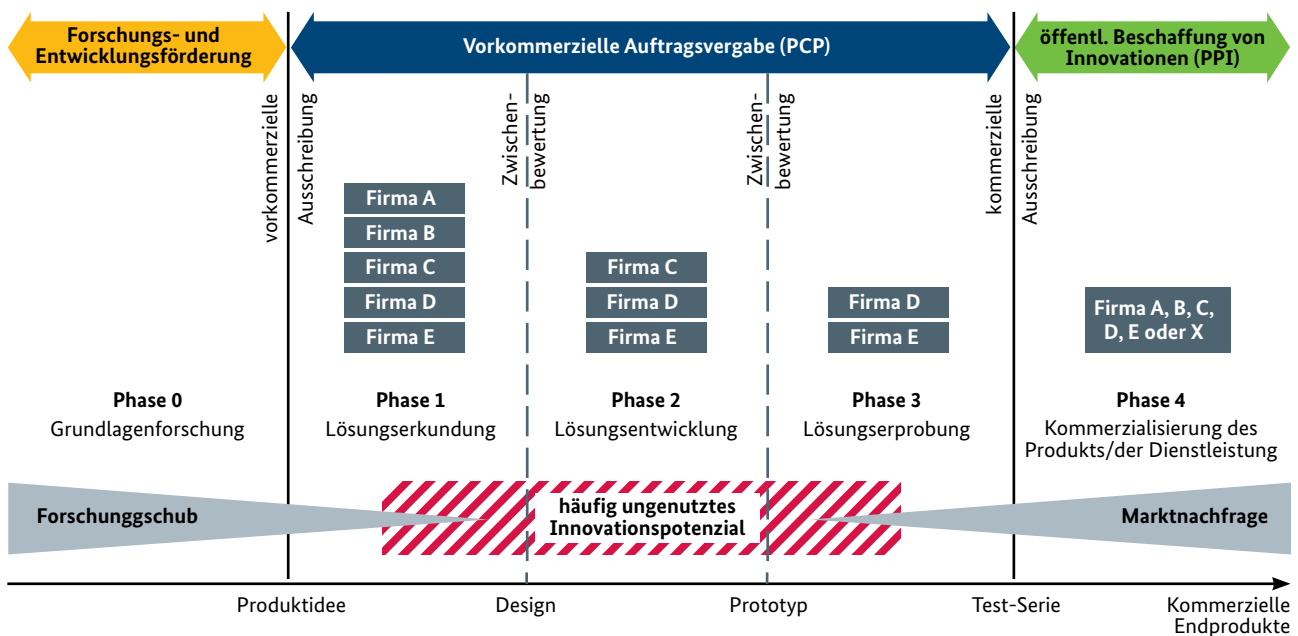 Forschungs- und
Entwicklungsförderung
Vorkommerzielle Auftragsvergabe (PCP)
öffentl. Beschaffung von
Innovationen (PPI)
vorkommerzielle
Ausschreibung
Zwischen-
bewertung
Zwischen-
bewertung
kommerzielle
Ausschreibung
Firma A
Firma B
Firma C
Firma D
Firma E
Firma C
Firma D
Firma E
Firma D
Firma E
Firma A, B, C,
D, E oder X
Phase 0
Grundlagenforschung
Phase 1
Lösungserkundung
Phase 2
Lösungsentwicklung
Phase 3
Lösungserprobung
Phase 4
Kommerzialisierung des
Produkts/der Dienstleistung
Forschunggschub
häufig ungenutztes
Innovationspotenzial
Marktnachfrage
Produktidee
Design
Prototyp
Test-Serie
Kommerzielle
Endprodukte